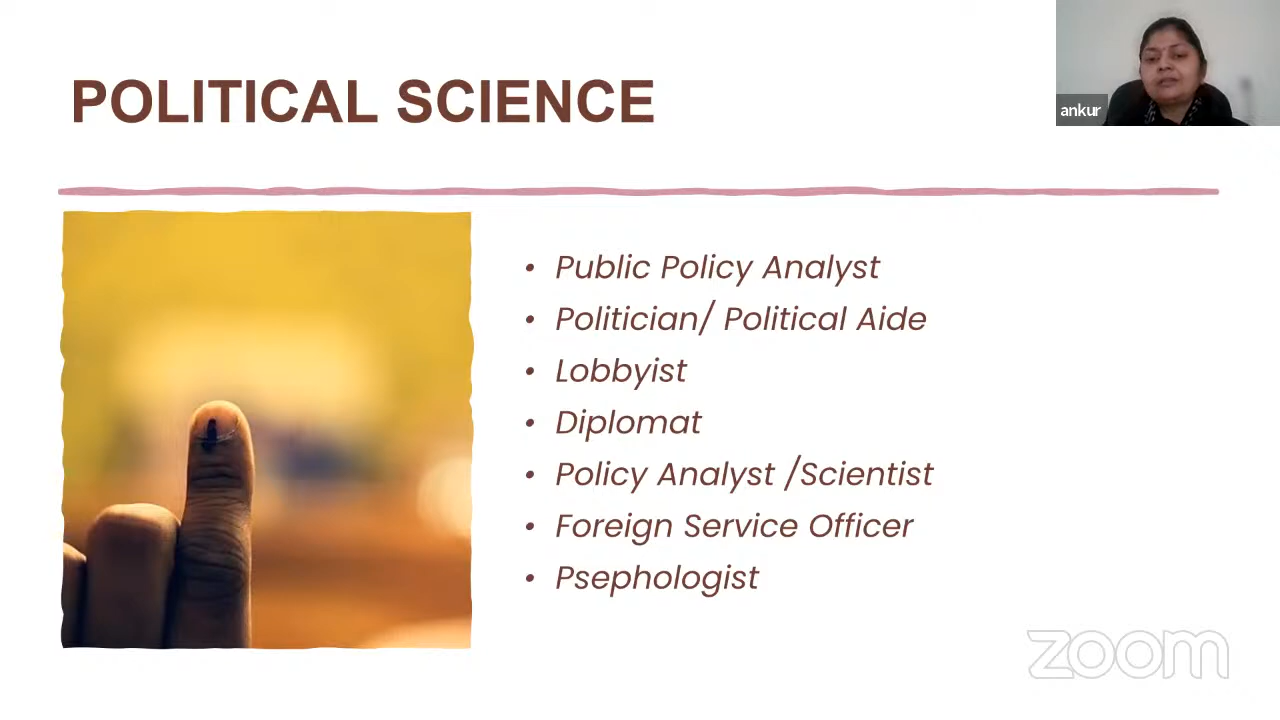 POLITICAL SCIENCE
ankur
• Public Policy Analyst
• Politician/ Political Aide
• Lobbyist
• Diplomat
• Policy Analyst /Scientist
• Foreign Service Officer
• Psephologist
zoom